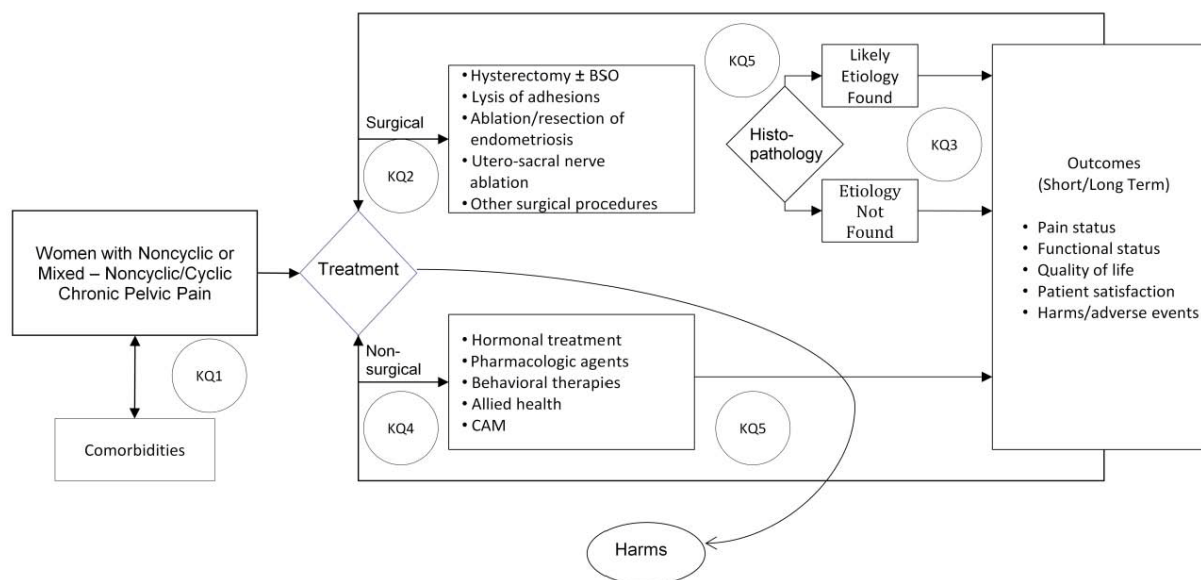 Women with Noncyclic or
Mixed – Noncyclic/Cyclic
Chronic Pelvic Pain
KQ1
Comorbidities
Treatment
Surgical
KQ2
• Hysterectomy ± BSO
• Lysis of adhesions
• Ablation/resection of
endometriosis
• Utero-sacral nerve
ablation
• Other surgical procedures
Non-
surgical
KQ4
• Hormonal treatment
• Pharmacologic agents
• Behavioral therapies
• Allied health
• CAM
KQ5
Histo-
pathology
KQ5
Likely
Etiology
Found
KQ3
Etiology
Not
Found
Outcomes
(Short/Long Term)
• Pain status
• Functional status
• Quality of life
• Patient satisfaction
• Harms/adverse events
Harms